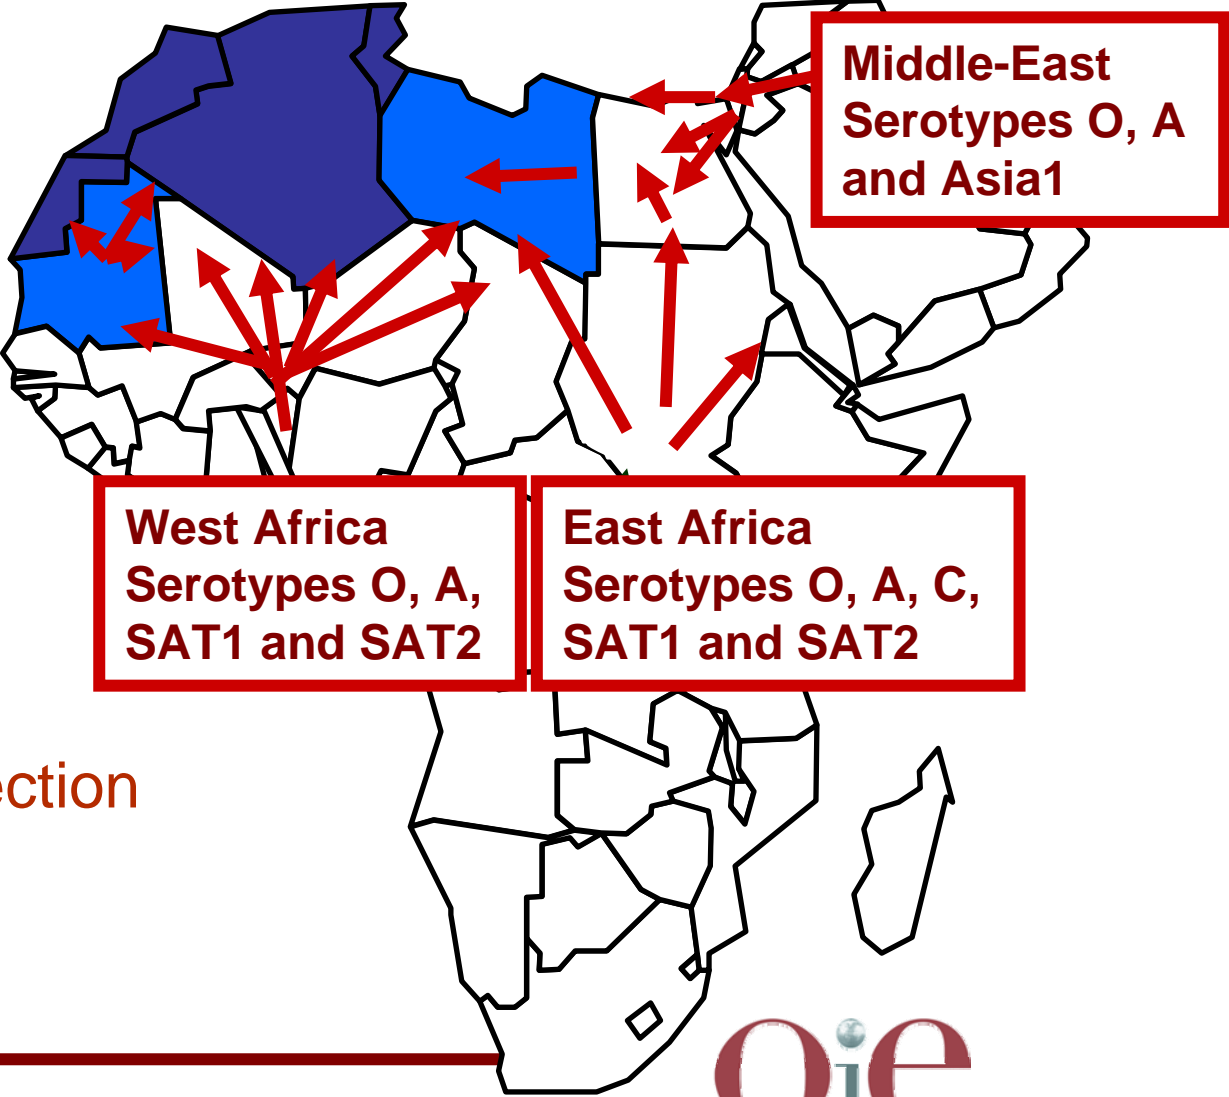 Middle-East
Serotypes O, A
and Asia1
West Africa
Serotypes O, A,
SAT1 and SAT2
East Africa
Serotypes O, A, C,
SAT1 and SAT2
ection
oie